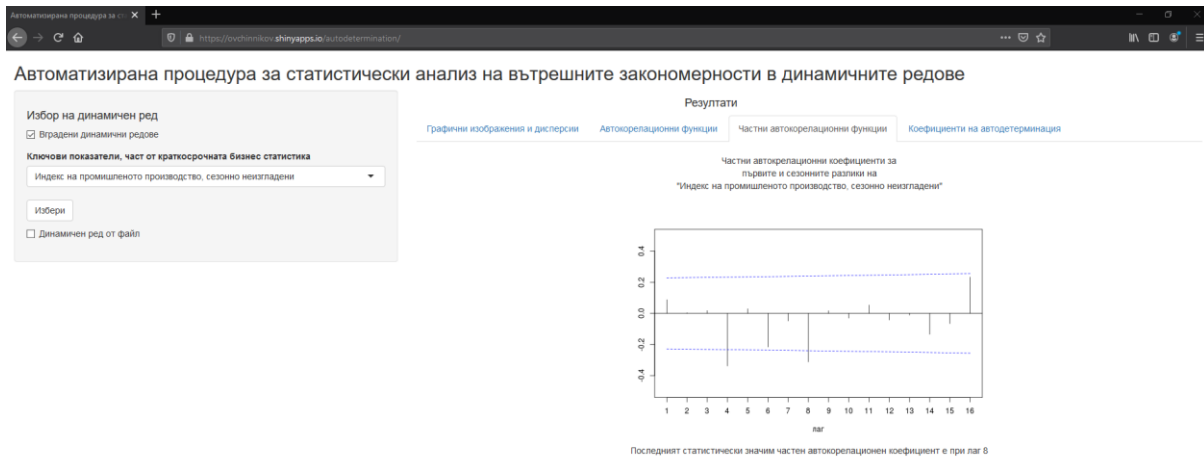 Автоматизирана процедура за ст
https://ovchinnikov.shinyapps.io/autodetermination/
Автоматизирана процедура за статистически анализ на вътрешните закономерности в динамичните редове
Избор на динамичен ред
Вградени динамични редове
Ключови показатели, част от краткосрочната бизнес статистика
Индекс на промишленото производство, сезонно неизгладени
Избери
Динамичен ред от файл
Резултати
Графични изображения и дисперсии Автокорелационни функции Частни автокорелационни функции Коефициенти на автодетерминация
Частни автокрелационни коефициенти за
първите и сезонните разлики на
"Индекс на промишленото производство, сезонно неизгладени"
0.4
0.2
0.0
-0.2
-0.4
1 2 3 4 5 6 7 8 9 10 11 12 13 14 15 16
лаг
Последният статистически значим частен автокорелационен коефициент е при лаг 8